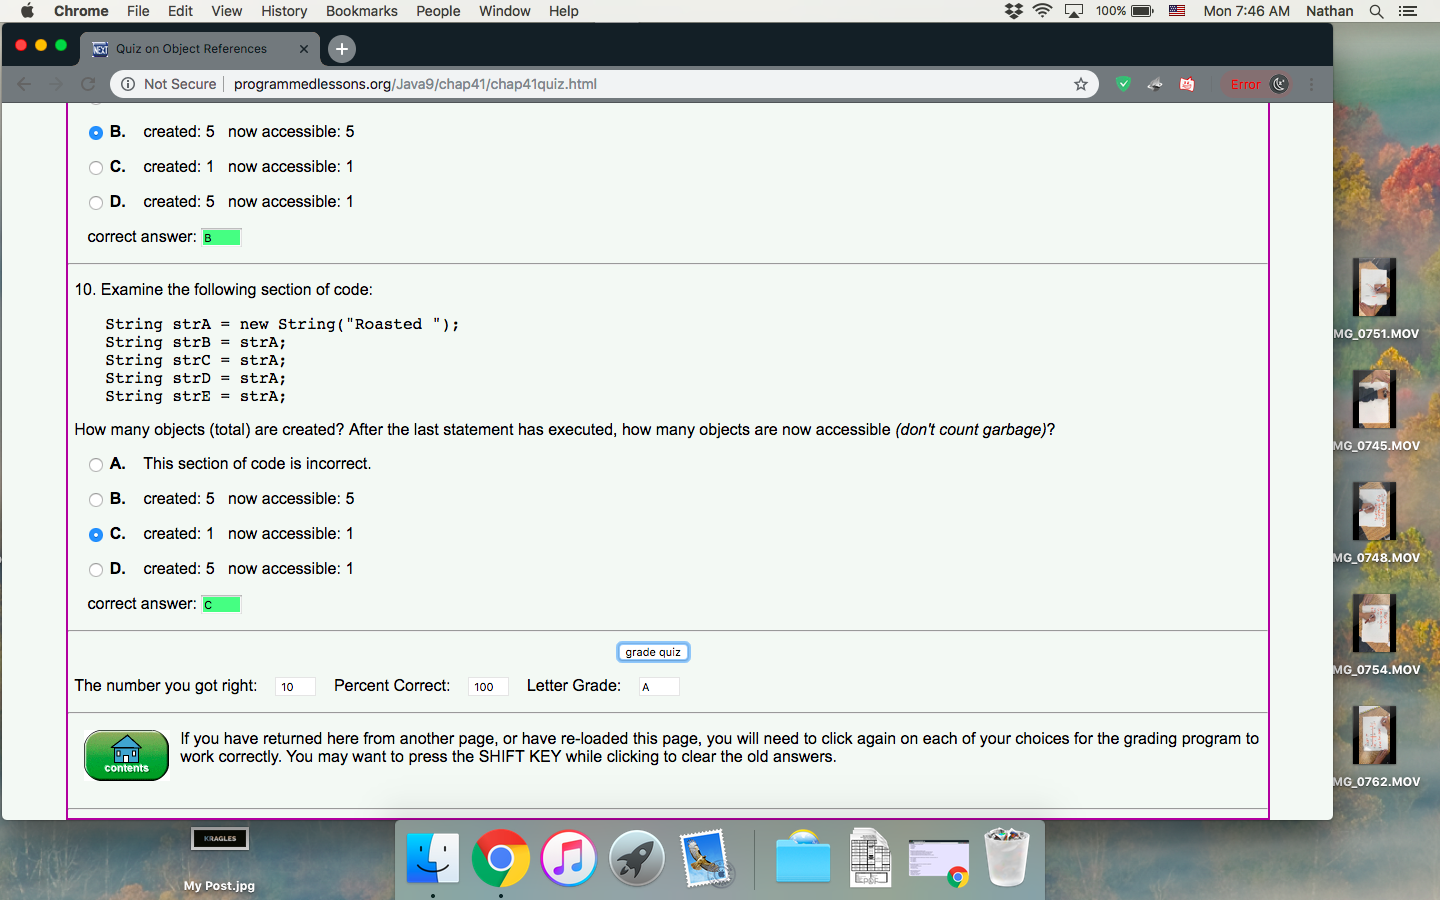 Chrome File Edit View History Bookmarks People Window Help 100% Mon 7:46 AM Nathan
NEXT Quiz on Object References
Not Secure programmedlessons.org/Java9/chap41/chap41quiz.html Error
B. created: 5 now accessible: 5
C. created: 1 now accessible: 1
D. created: 5 now accessible: 1
correct answer: B
10. Examine the following section of code:
String strA = new String("Roasted ");
String strB = strA;
String strC = strA;
String strD = strA;
String strE = strA;
How many objects (total) are created? After the last statement has executed, how many objects are now accessible (don't count garbage)?
A. This section of code is incorrect.
B. created: 5 now accessible: 5
C. created: 1 now accessible: 1
D. created: 5 now accessible: 1
correct answer: C
grade quiz
The number you got right: 10 Percent Correct: 100 Letter Grade: A
contents
If you have returned here from another page, or have re-loaded this page, you will need to click again on each of your choices for the grading program to
work correctly. You may want to press the SHIFT KEY while clicking to clear the old answers.
MG_0751.MOV
MG_0745.MOV
MG_0748.MOV
MG_0754.MOV
MG_0762.MOV
KRAGLES
My Post.jpg
PDF